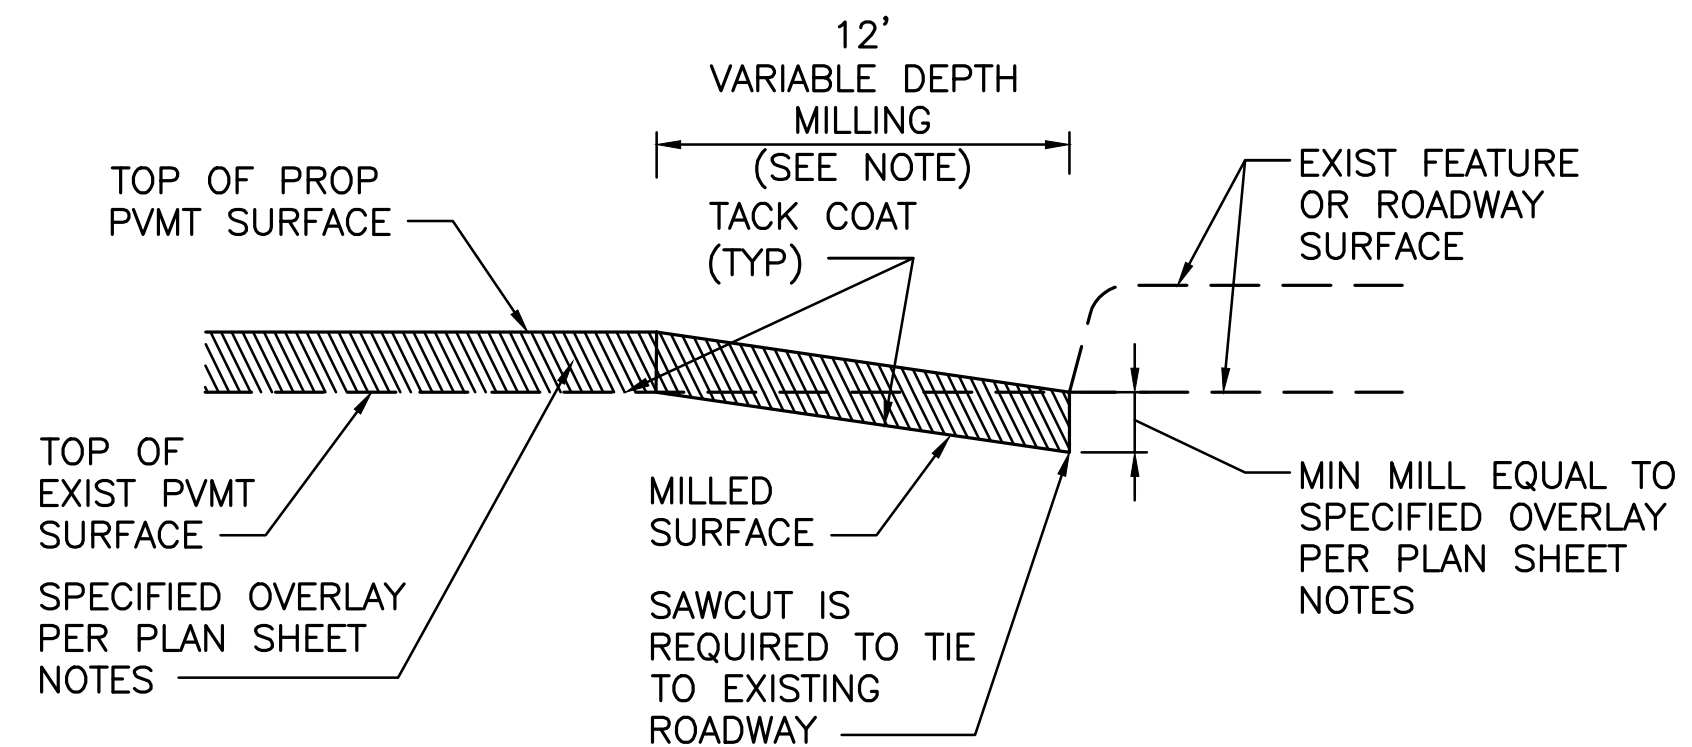 12'
VARIABLE DEPTH
MILLING
(SEE NOTE)
TOP OF PROP
PVMT SURFACE
TACK COAT
(TYP)
EXIST FEATURE
OR ROADWAY
SURFACE
TOP OF
EXIST PVMT
SURFACE
SPECIFIED OVERLAY
PER PLAN SHEET
NOTES
MILLED
SURFACE
SAWCUT IS
REQUIRED TO TIE
TO EXISTING
ROADWAY
MIN MILL EQUAL TO
SPECIFIED OVERLAY
PER PLAN SHEET
NOTES